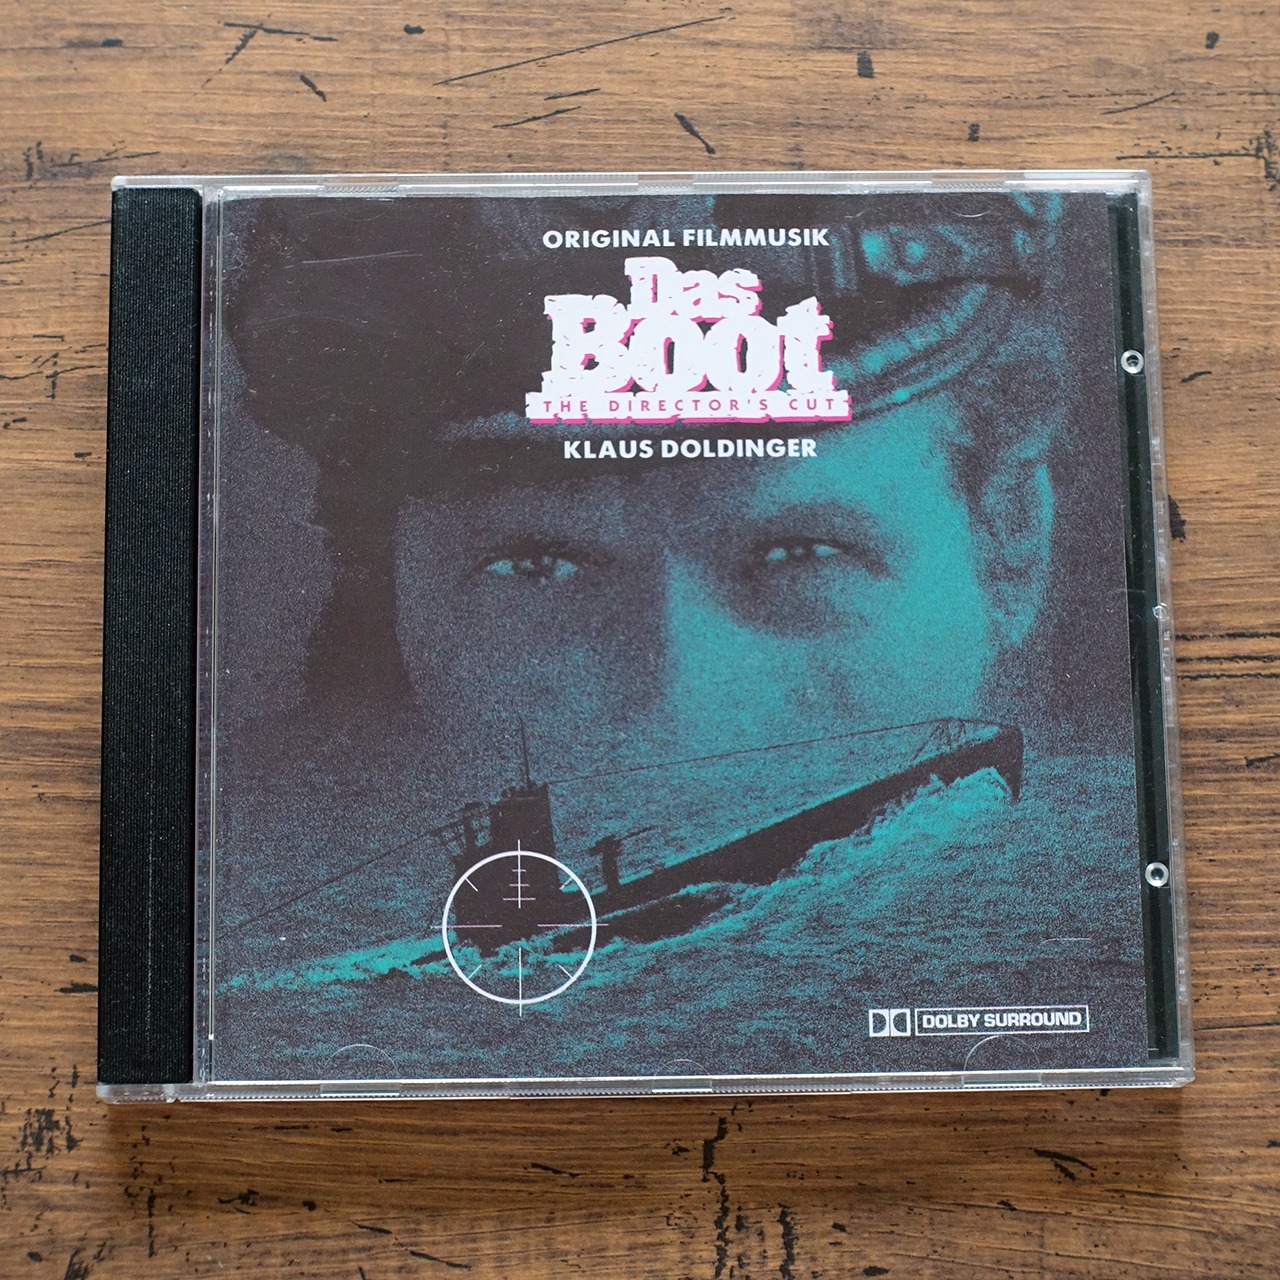 ORIGINAL FILMMUSIK
Das
Boot
THE DIRECTOR'S CUT
KLAUS DOLDINGER
DOLBY SURROUND